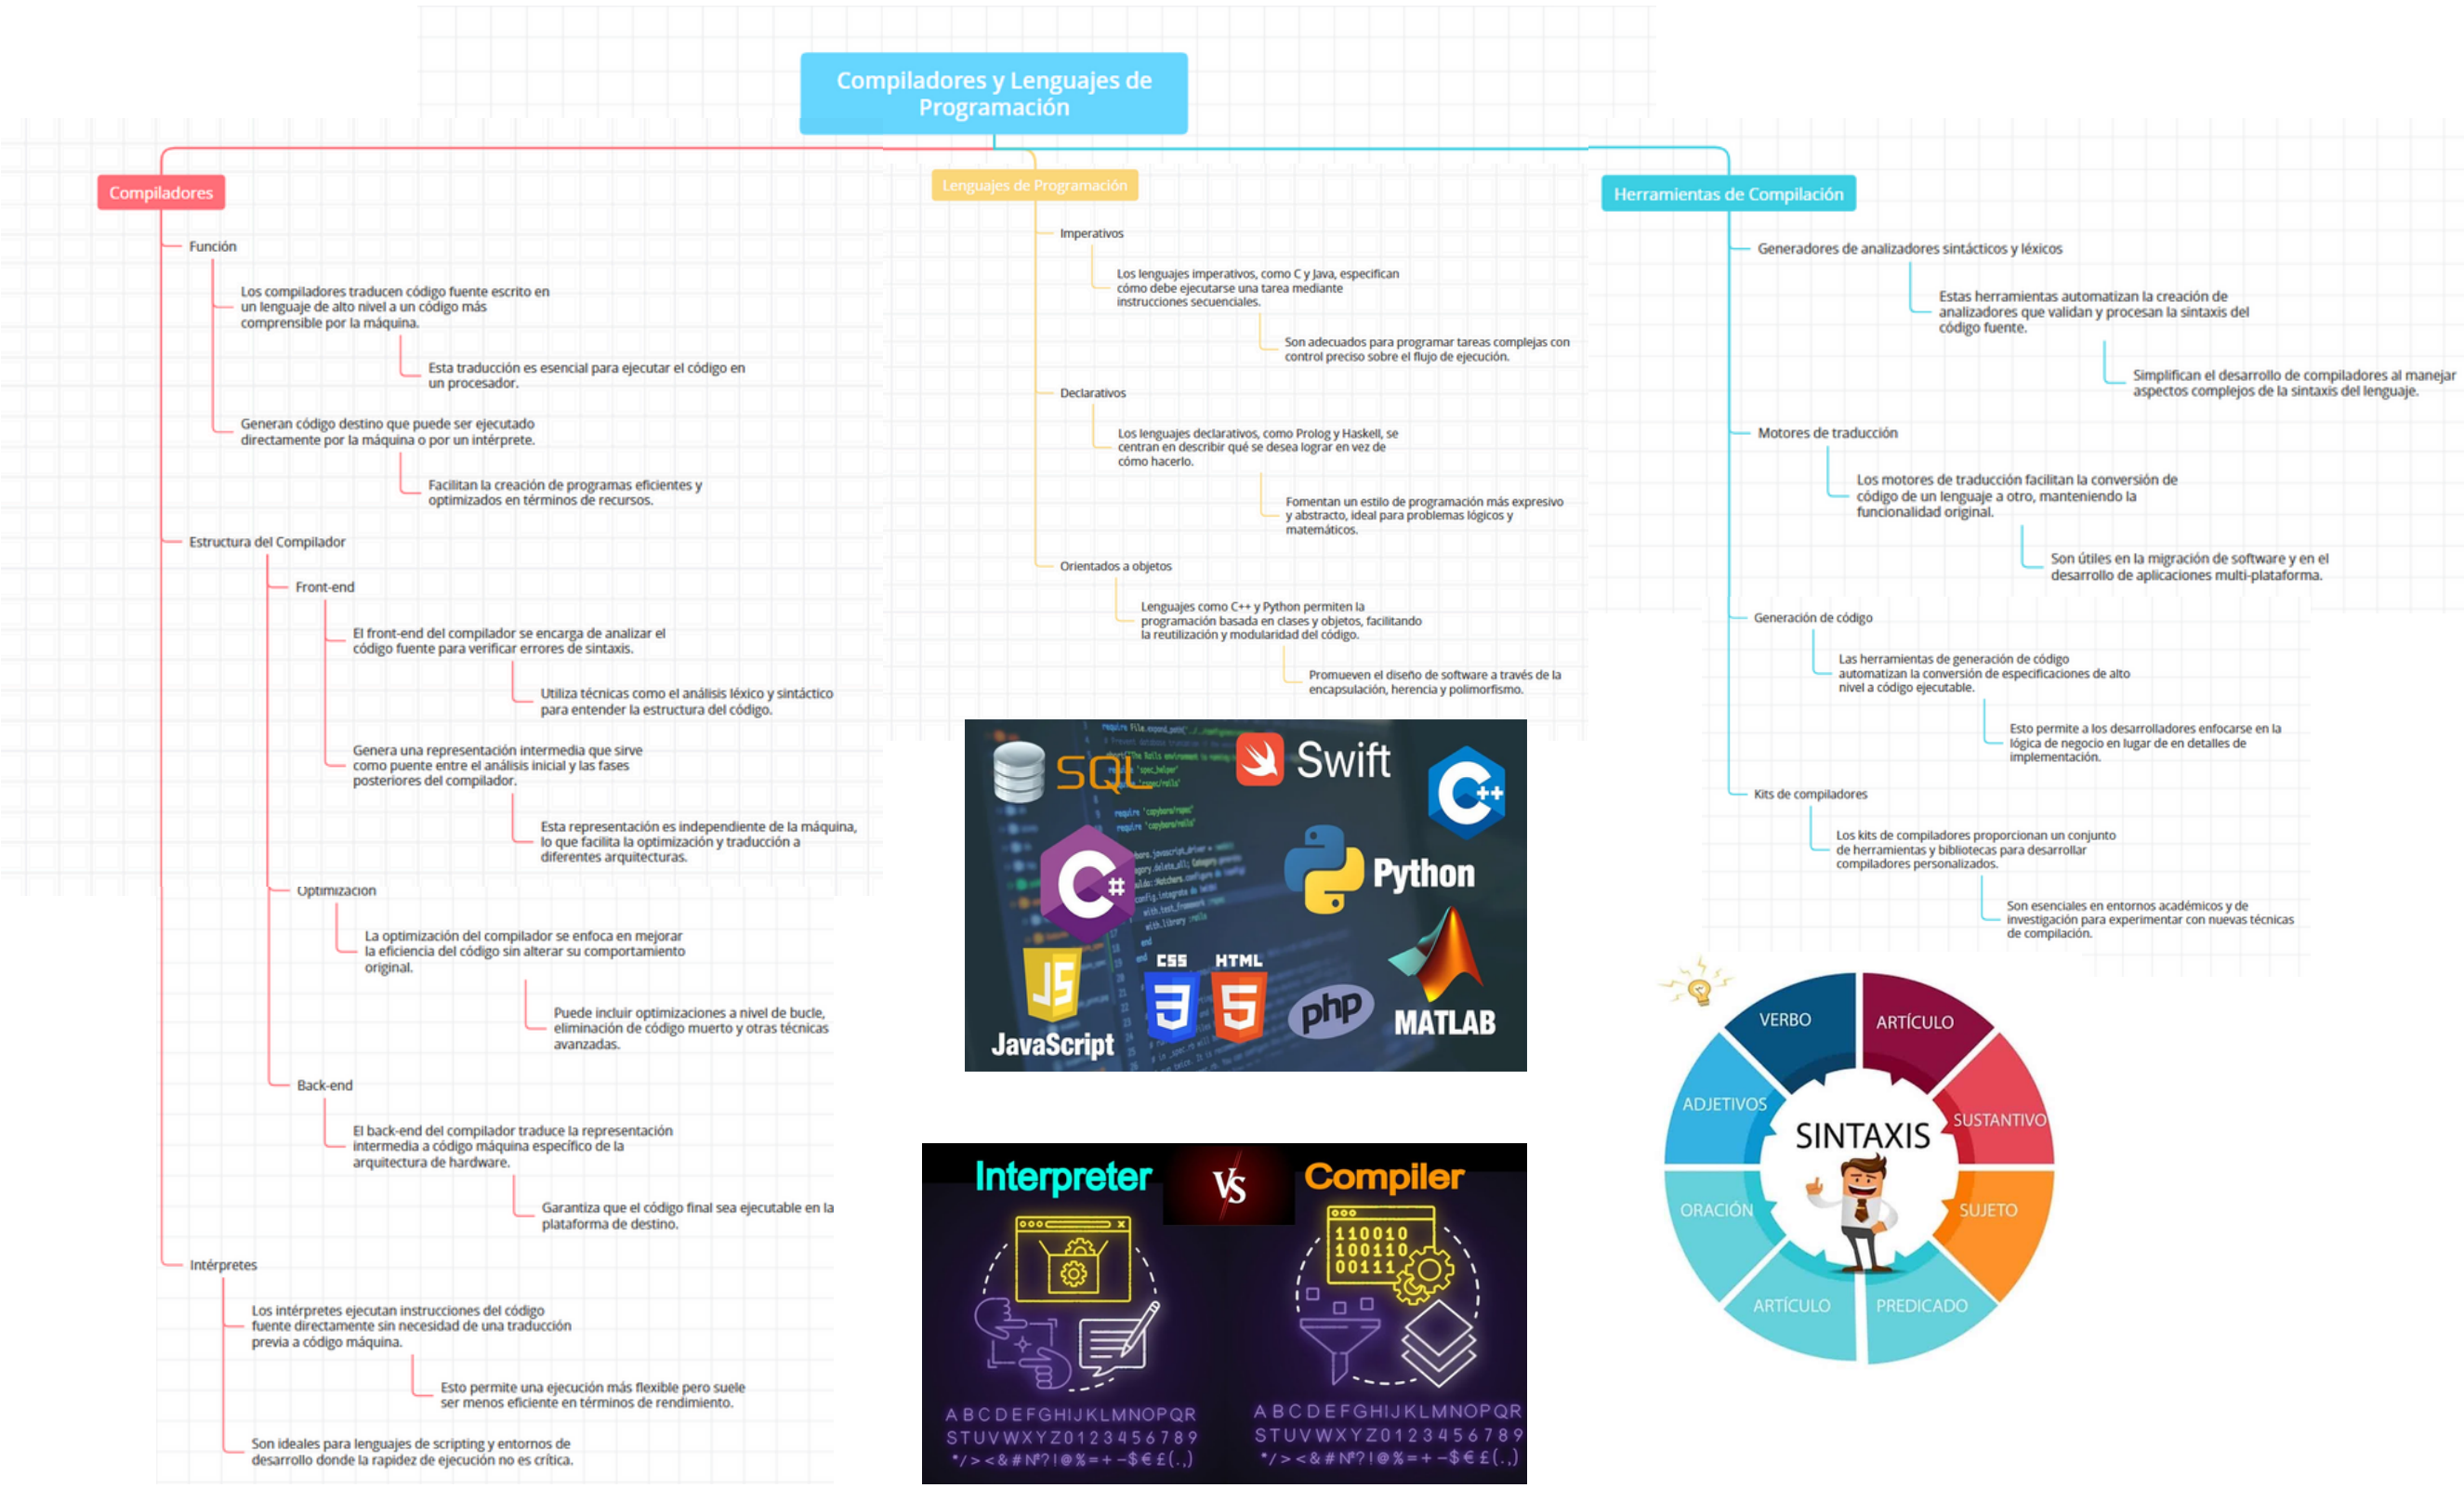 Compiladores y Lenguajes de
Programación
Compiladores
Función
Los compiladores traducen código fuente escrito en
un lenguaje de alto nivel a un código más
comprensible por la máquina.
Esta traducción es esencial para ejecutar el código en
un procesador.
Generan código destino que puede ser ejecutado
directamente por la máquina o por un intérprete.
Facilitan la creación de programas eficientes y
optimizados en términos de recursos.
Estructura del Compilador
Front-end
El front-end del compilador se encarga de analizar el
código fuente para verificar errores de sintaxis.
Utiliza técnicas como el análisis léxico y sintáctico
para entender la estructura del código.
Genera una representación intermedia que sirve
como puente entre el análisis inicial y las fases
posteriores del compilador.
Esta representación es independiente de la máquina,
lo que facilita la optimización y traducción a
diferentes arquitecturas.
Optimización
La optimización del compilador se enfoca en mejorar
la eficiencia del código sin alterar su comportamiento
original.
Puede incluir optimizaciones a nivel de bucle,
eliminación de código muerto y otras técnicas
avanzadas.
Back-end
El back-end del compilador traduce la representación
intermedia a código máquina específico de la
arquitectura de hardware.
Garantiza que el código final sea ejecutable en la
plataforma de destino.
Intérpretes
Los intérpretes ejecutan instrucciones del código
fuente directamente sin necesidad de una traducción
previa a código máquina.
Esto permite una ejecución más flexible pero suele
ser menos eficiente en términos de rendimiento.
Son ideales para lenguajes de scripting y entornos de
desarrollo donde la rapidez de ejecución no es crítica.
Lenguajes de Programación
Imperativos
Los lenguajes imperativos, como C y Java, especifican
cómo debe ejecutarse una tarea mediante
instrucciones secuenciales.
Son adecuados para programar tareas complejas con
control preciso sobre el flujo de ejecución.
Declarativos
Los lenguajes declarativos, como Prolog y Haskell, se
centran en describir qué se desea lograr en vez de
cómo hacerlo.
Fomentan un estilo de programación más expresivo
y abstracto, ideal para problemas lógicos y
matemáticos.
Orientados a objetos
Lenguajes como C++ y Python permiten la
programación basada en clases y objetos, facilitando
la reutilización y modularidad del código.
Promueven el diseño de software a través de la
encapsulación, herencia y polimorfismo.
SQL
Swift
C++
C#
Python
JS
JavaScript
CSS
3
HTML
5
php
MATLAB
Interpreter
VS
Compiler
110010
100110
00111
ABCDEFGHIJKLMNOPQR
STUVWXYZ0123456789
*/><&#№?!@%=+-$€£(.,)
ABCDEFGHIJKLMNOPQR
STUVWXYZ0123456789
*/><&#№?!@%=+-$€£(.,)
Herramientas de Compilación
Generadores de analizadores sintácticos y léxicos
Estas herramientas automatizan la creación de
analizadores que validan y procesan la sintaxis del
código fuente.
Simplifican el desarrollo de compiladores al manejar
aspectos complejos de la sintaxis del lenguaje.
Motores de traducción
Los motores de traducción facilitan la conversión de
código de un lenguaje a otro, manteniendo la
funcionalidad original.
Son útiles en la migración de software y en el
desarrollo de aplicaciones multi-plataforma.
Generación de código
Las herramientas de generación de código
automatizan la conversión de especificaciones de alto
nivel a código ejecutable.
Esto permite a los desarrolladores enfocarse en la
lógica de negocio en lugar de en detalles de
implementación.
Kits de compiladores
Los kits de compiladores proporcionan un conjunto
de herramientas y bibliotecas para desarrollar
compiladores personalizados.
Son esenciales en entornos académicos y de
investigación para experimentar con nuevas técnicas
de compilación.
VERBO
ARTÍCULO
ADJETIVOS
SUSTANTIVO
SINTAXIS
ORACIÓN
SUJETO
ARTÍCULO
PREDICADO